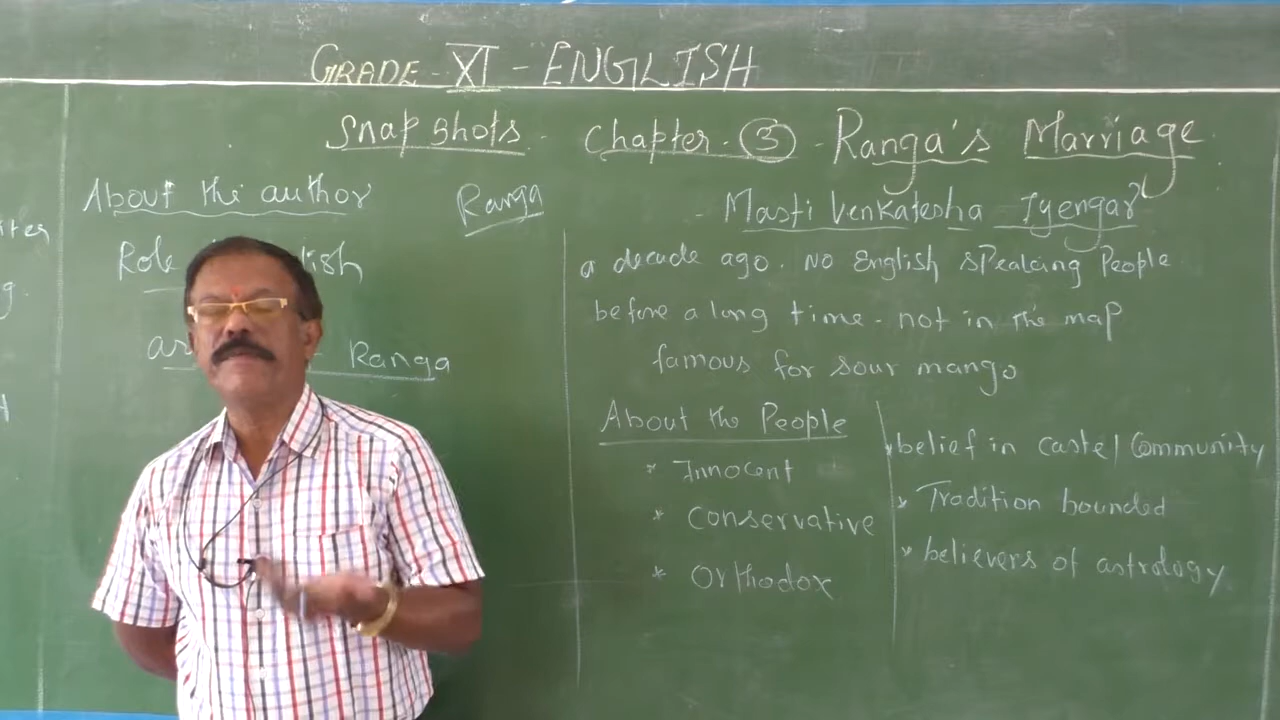 GRADE - XI - ENGLISH
Snapshots - Chapter - 3 - Ranga's Marriage
- Masti Venkatesha Iyengar
About the author
Ranga
Role
Ranga
a decade ago. No English speaking People
before a long time - not in the map
famous for sour mango
About the People
* Innocent
* Conservative
* Orthodox
* belief in caste/Community
* Tradition bounded
* believers of astrology